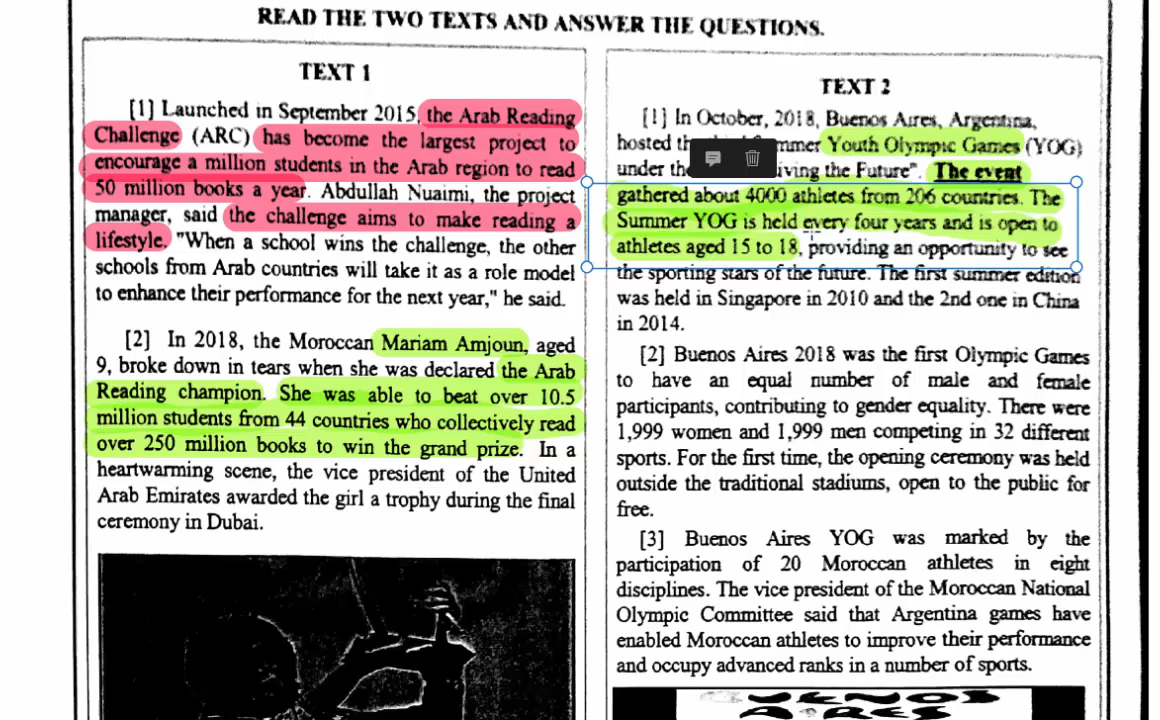 READ THE TWO TEXTS AND ANSWER THE QUESTIONS.
TEXT 1
[1] Launched in September 2015, the Arab Reading
Challenge (ARC) has become the largest project to
encourage a million students in the Arab region to read
50 million books a year. Abdullah Nuaimi, the project
manager, said the challenge aims to make reading a
lifestyle. "When a school wins the challenge, the other
schools from Arab countries will take it as a role model
to enhance their performance for the next year," he said.
[2] In 2018, the Moroccan Mariam Amjoun, aged
9, broke down in tears when she was declared the Arab
Reading champion. She was able to beat over 10.5
million students from 44 countries who collectively read
over 250 million books to win the grand prize. In a
heartwarming scene, the vice president of the United
Arab Emirates awarded the girl a trophy during the final
ceremony in Dubai.
TEXT 2
[1] In October, 2018, Buenos Aires, Argentina,
hosted Youth Olympic Games (YOG)
under Future". The event
gathered about 4000 athletes from 206 countries. The
Summer YOG is held every four years and is open to
athletes aged 15 to 18, providing an opportunity to see
the sporting stars of the future. The first summer edition
was held in Singapore in 2010 and the 2nd one in China
in 2014.
[2] Buenos Aires 2018 was the first Olympic Games
to have an equal number of male and female
participants, contributing to gender equality. There were
1,999 women and 1,999 men competing in 32 different
sports. For the first time, the opening ceremony was held
outside the traditional stadiums, open to the public for
free.
[3] Buenos Aires YOG was marked by the
participation of 20 Moroccan athletes in eight
disciplines. The vice president of the Moroccan National
Olympic Committee said that Argentina games have
enabled Moroccan athletes to improve their performance
and occupy advanced ranks in a number of sports.